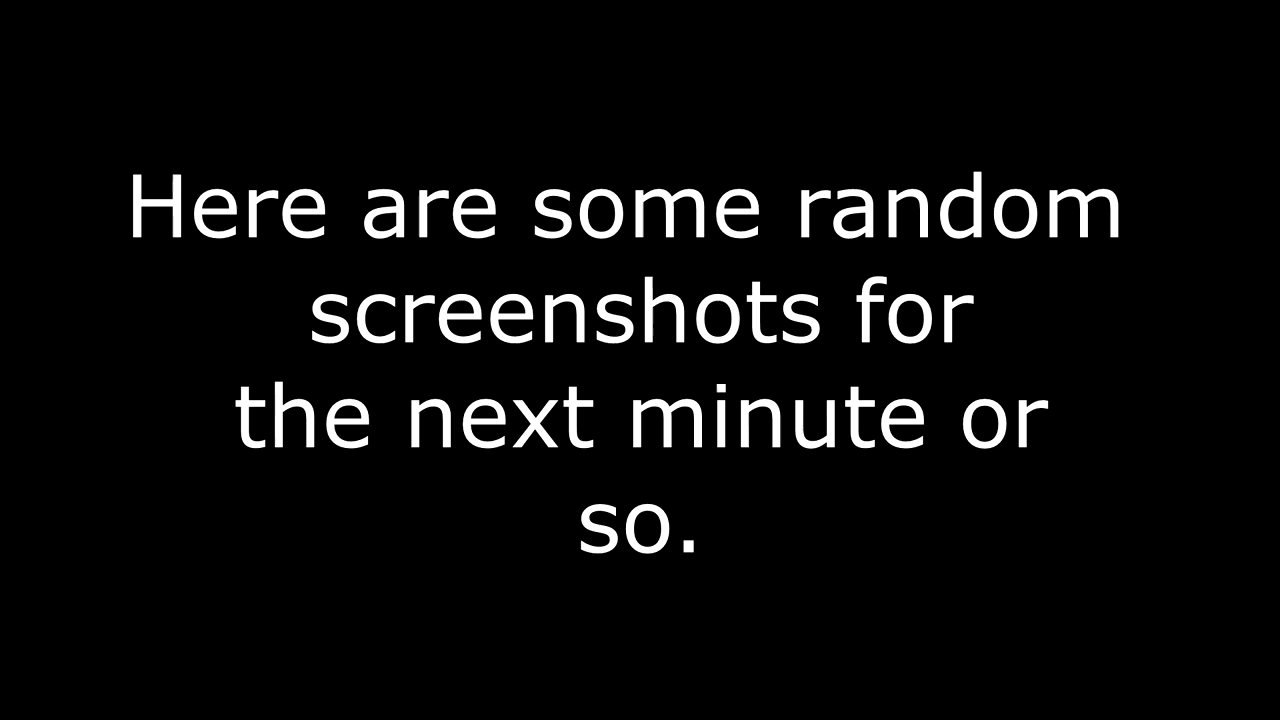 Here are some random
screenshots for
the next minute or
so.